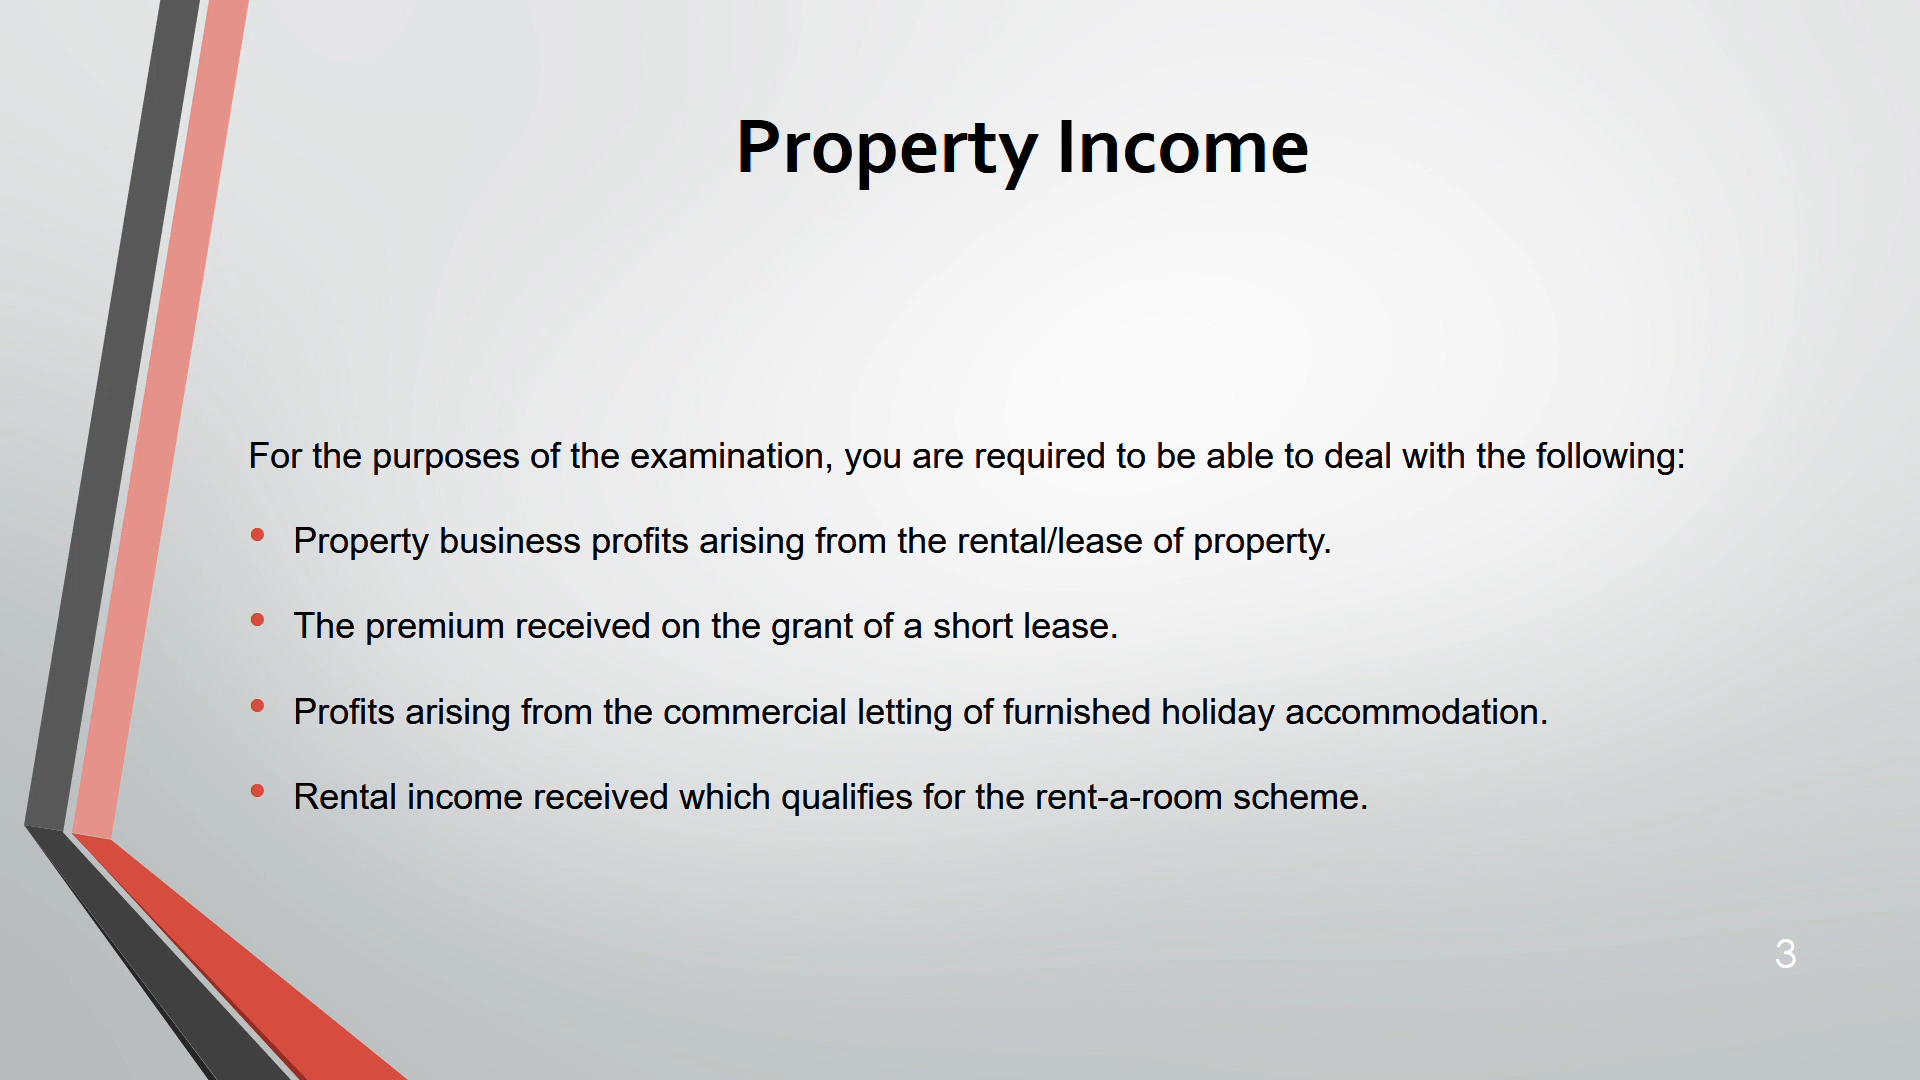 Property Income
For the purposes of the examination, you are required to be able to deal with the following:
• Property business profits arising from the rental/lease of property.
• The premium received on the grant of a short lease.
• Profits arising from the commercial letting of furnished holiday accommodation.
• Rental income received which qualifies for the rent-a-room scheme.
3